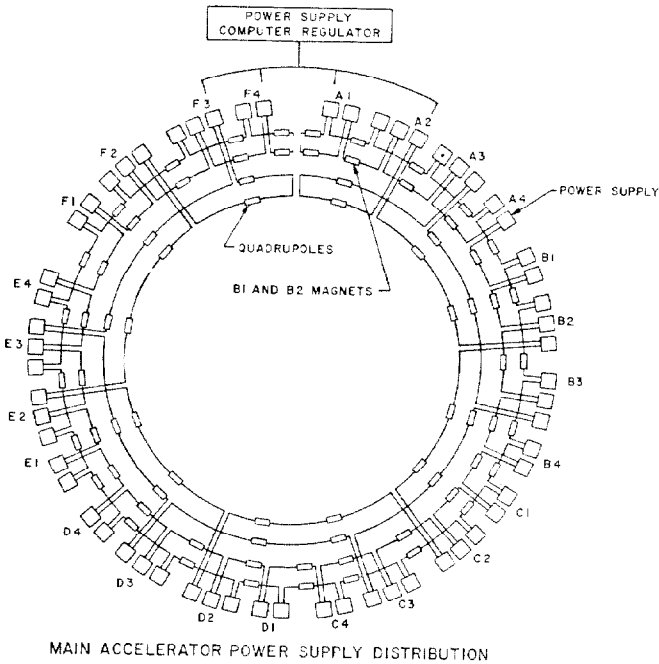 POWER SUPPLY
COMPUTER REGULATOR
F4
A1
F3
A2
F2
A3
F1
A4
POWER SUPPLY
QUADRUPOLES
B1
B1 AND B2 MAGNETS
E4
B2
E3
B3
E2
B4
E1
C1
D4
C2
D3
C3
D2
D1
C4
MAIN ACCELERATOR POWER SUPPLY DISTRIBUTION